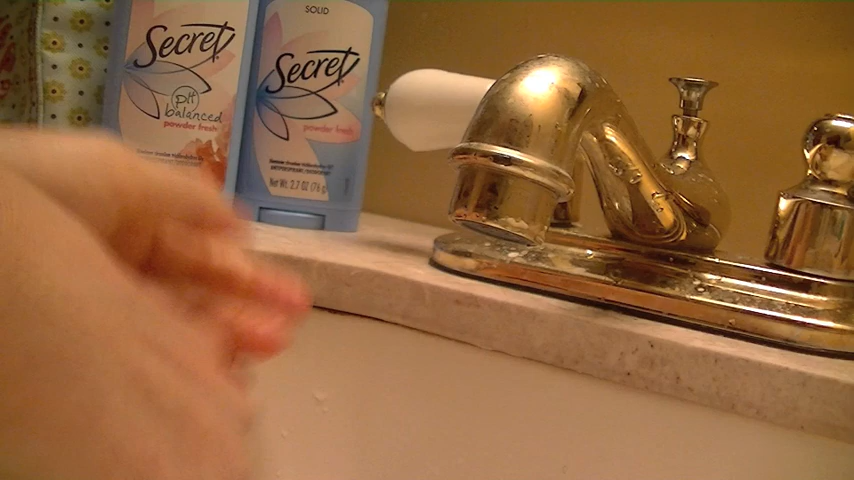 Secret
pH
balanced
powder fresh
SOLID
Secret
powder fresh
Net Wt. 2.7 OZ (76 g)